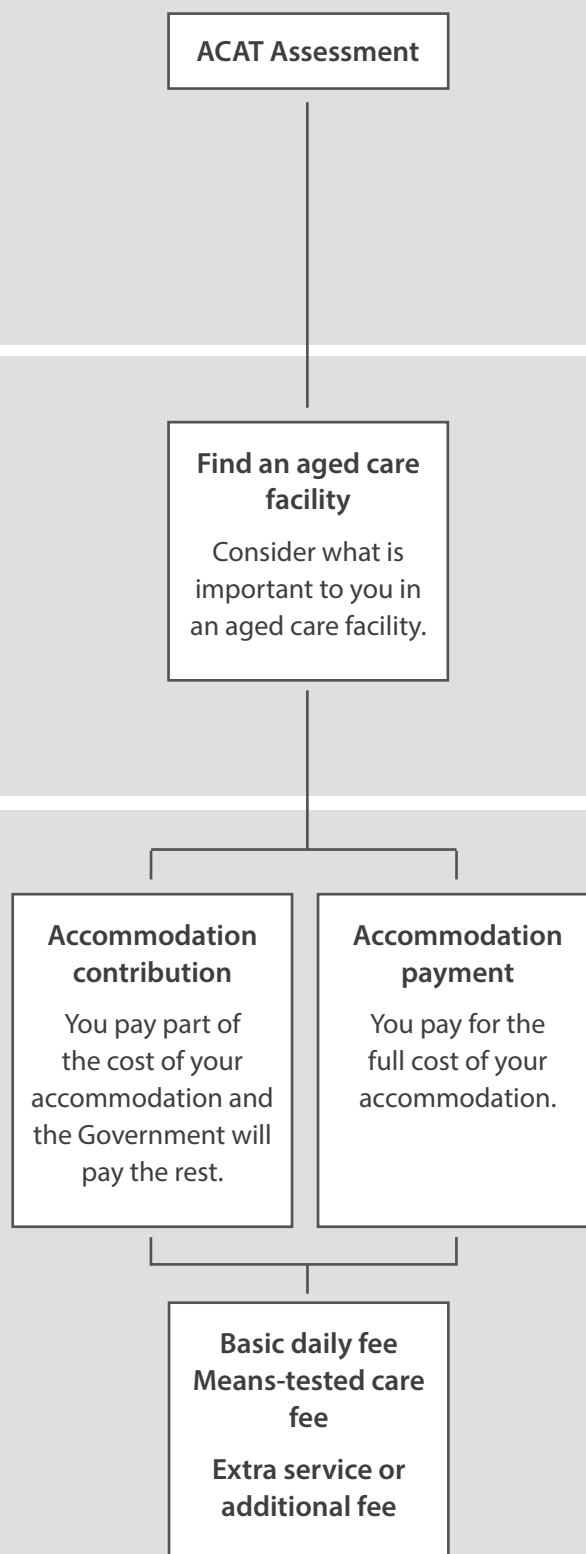 ACAT Assessment
Find an aged care
facility
Consider what is
important to you in
an aged care facility.
Accommodation
contribution
You pay part of
the cost of your
accommodation and
the Government will
pay the rest.
Accommodation
payment
You pay for the
full cost of your
accommodation.
Basic daily fee
Means-tested care
fee
Extra service or
additional fee